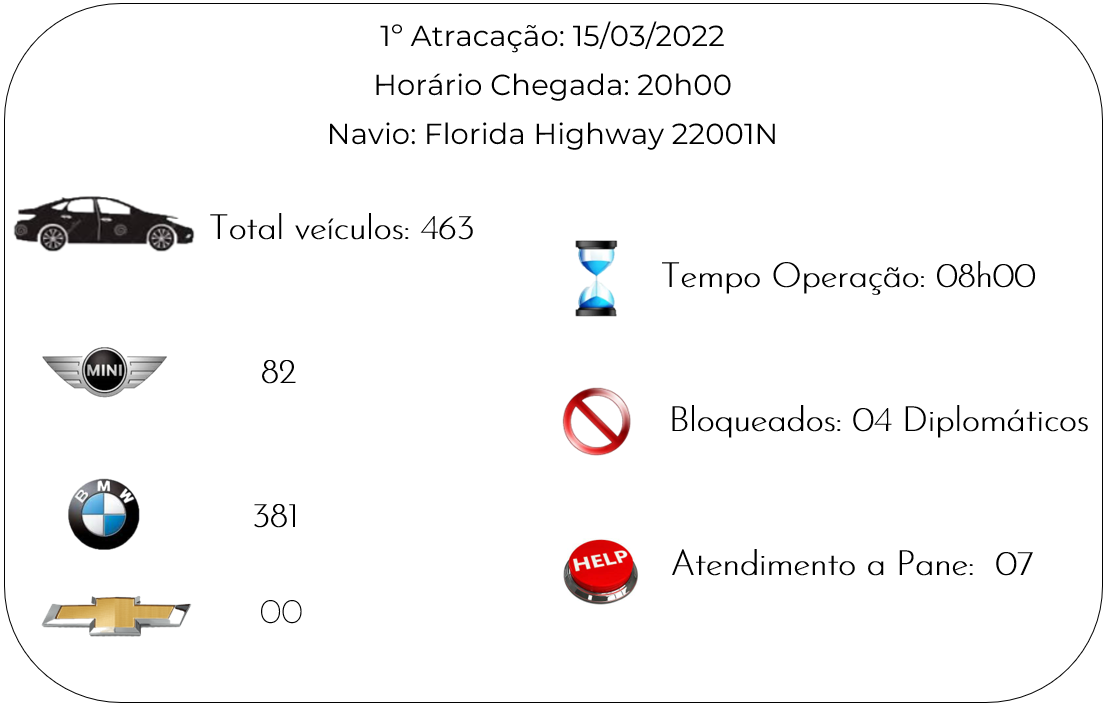 1º Atracação: 15/03/2022
Horário Chegada: 20h00
Navio: Florida Highway 22001N
Total veículos: 463
Tempo Operação: 08h00
MINI
82
Bloqueados: 04 Diplomáticos
BMW
381
HELP
Atendimento a Pane: 07
00